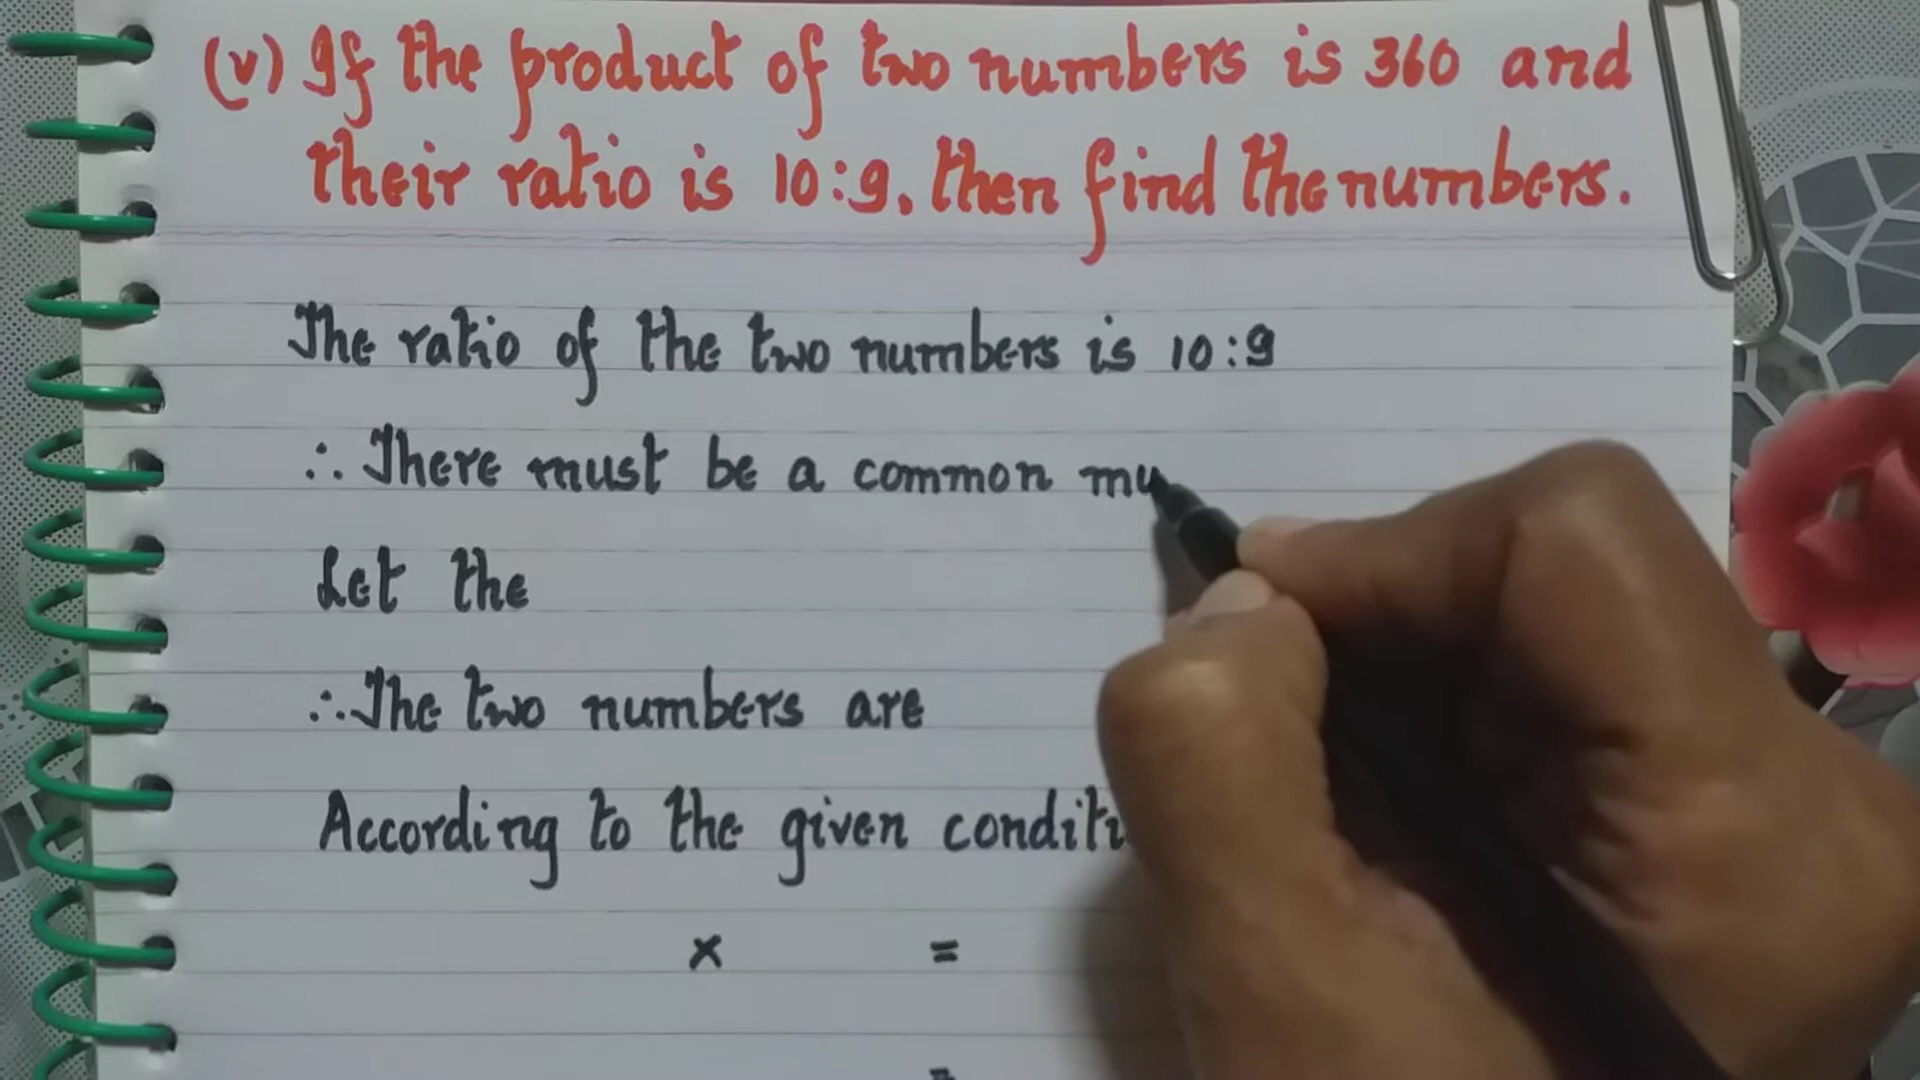 (v) If the product of two numbers is 360 and
their ratio is 10:9, then find the numbers.
The ratio of the two numbers is 10:9
∴ There must be a common mu
Let the
∴ The two numbers are
According to the given conditi
× =
=